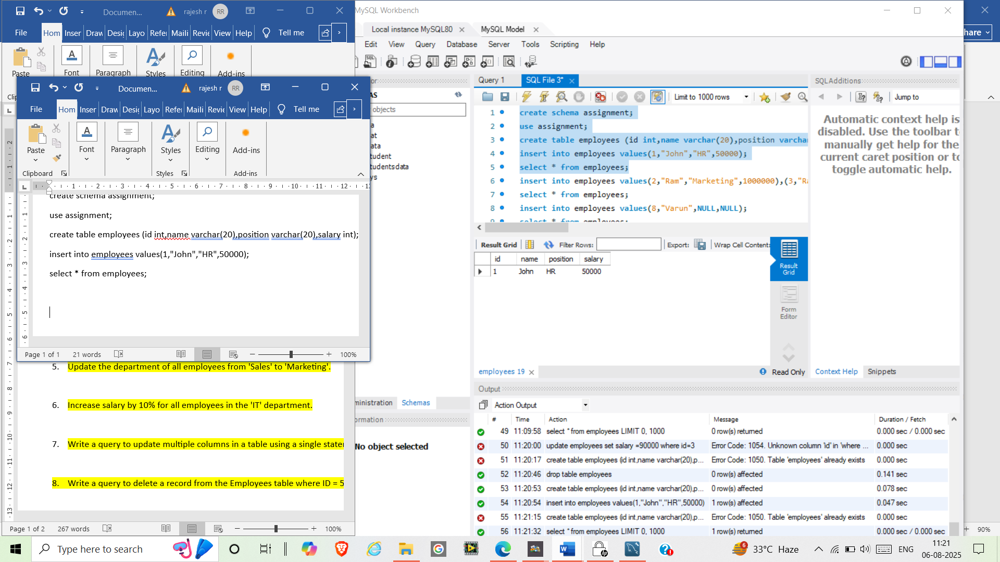 Documen...
rajesh r
RR
File
Hom
Inser
Draw
Layo
Refer
Maili
View
Help
Tell me
Paste
Font
Paragraph
Styles
Editing
Add-ins
Documen...
rajesh r
RR
File
Hom
Inser
Layo
Refer
Maili
View
Help
Tell me
Paste
Font
Paragraph
Styles
Editing
Add-ins
Clipboard
Styles
Add-ins
create schema assignment;
use assignment;
create table employees (id int,name varchar(20),position varchar(20),salary int);
insert into employees values(1,"John","HR",50000);
select * from employees;
Page 1 of 1 21 words 100%
5. Update the department of all employees from 'Sales' to 'Marketing'.
6. Increase salary by 10% for all employees in the 'IT' department.
7. Write a query to update multiple columns in a table using a single stater
8. Write a query to delete a record from the Employees table where ID = 5
Page 1 of 2 267 words 100%
MySQL Workbench
Local instance MySQL80
MySQL Model
Edit View Query Database Server Tools Scripting Help
objects
tudent
tudentsdata
ys
ministration Schemas
ormation
No object selected
Query 1
SQL File 3*
Limit to 1000 rows
1 create schema assignment;
2 use assignment;
3 create table employees (id int,name varchar(20),position varchar
4 insert into employees values(1,"John","HR",50000);
5 select * from employees;
6 insert into employees values(2,"Ram","Marketing",1000000),(3,"Ra
7 select * from employees;
8 insert into employees values(8,"Varun",NULL,NULL);
9 select * from employees;
Result Grid Filter Rows: Export: Wrap Cell Content:
id name position salary
1 John HR 50000
Result Grid
Form Editor
employees 19
Read Only
SQLAdditions
Jump to
Automatic context help is
disabled. Use the toolbar to
manually get help for the
current caret position or to
toggle automatic help.
Context Help Snippets
Output
Action Output
# Time Action Message Duration / Fetch
49 11:09:58 select * from employees LIMIT 0, 1000 0 row(s) returned 0.000 sec / 0.000 sec
50 11:20:00 update employees set salary =90000 where id=3 Error Code: 1054. Unknown column 'id' in 'where ... 0.000 sec
51 11:20:17 create table employees (id int,name varchar(20),p... Error Code: 1050. Table 'employees' already exists 0.000 sec
52 11:20:46 drop table employees 0 row(s) affected 0.141 sec
53 11:20:53 create table employees (id int,name varchar(20),p... 0 row(s) affected 0.078 sec
54 11:20:54 insert into employees values(1,"John","HR",50000) 1 row(s) affected 0.047 sec
55 11:21:15 create table employees (id int,name varchar(20),p... Error Code: 1050. Table 'employees' already exists 0.000 sec
56 11:21:32 select * from employees LIMIT 0, 1000 1 row(s) returned 0.000 sec / 0.000 sec
hare
90%
Type here to search
33°C Haze
ENG
11:21
06-08-2025